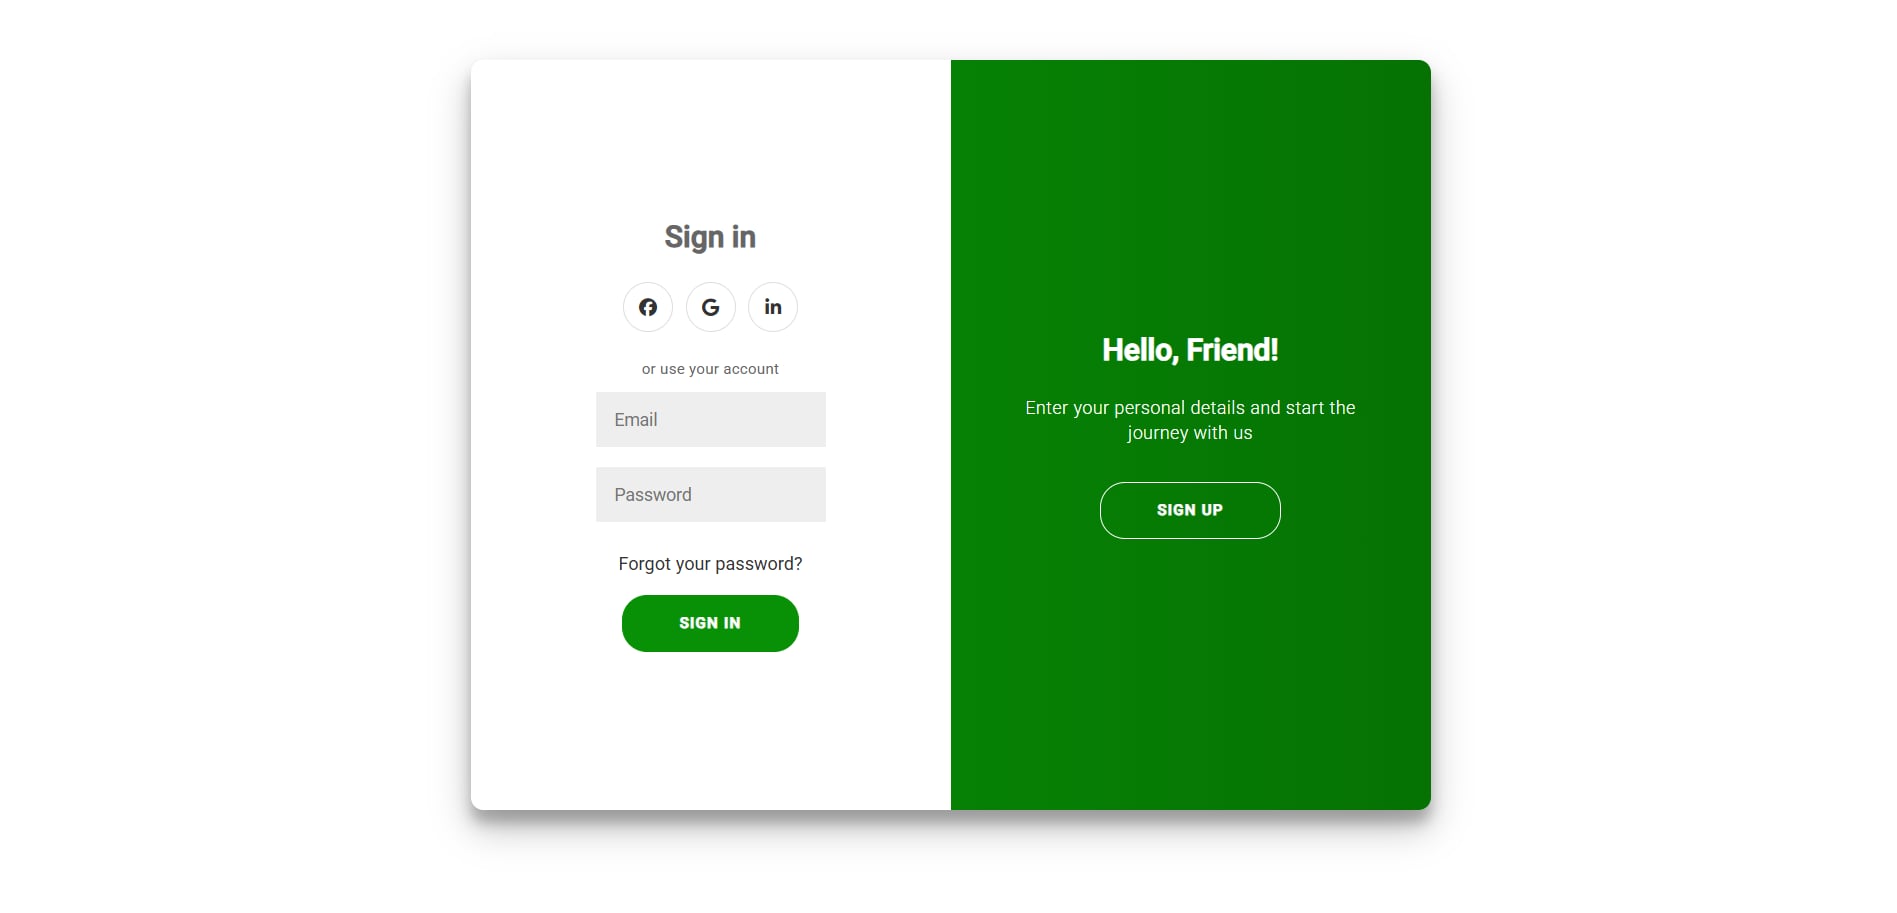 Sign in
or use your account
Email
Password
Forgot your password?
SIGN IN
Hello, Friend!
Enter your personal details and start the
journey with us
SIGN UP